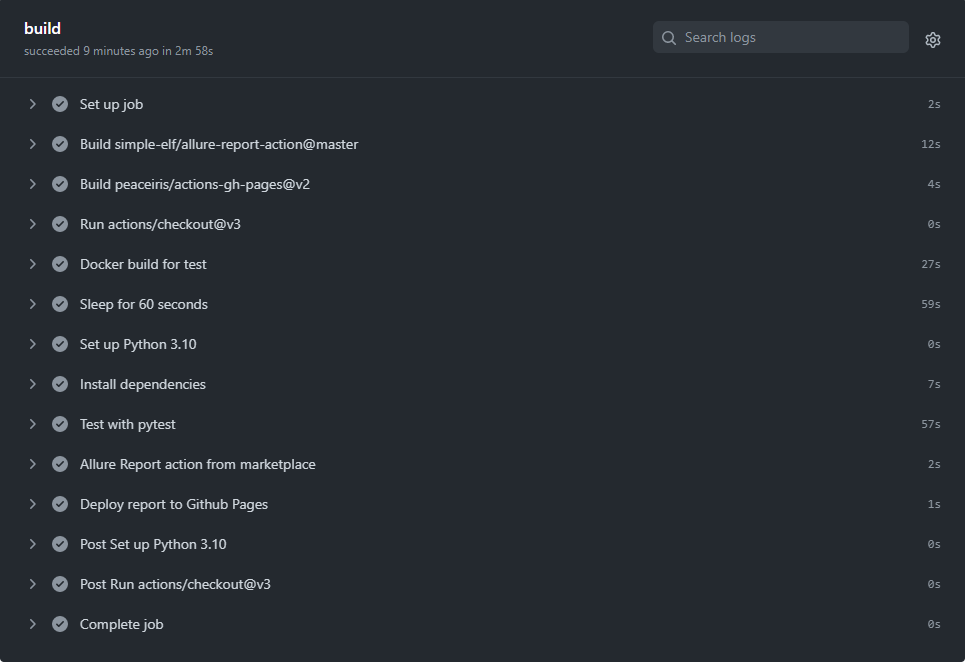 build
succeeded 9 minutes ago in 2m 58s
Search logs
Set up job 2s
Build simple-elf/allure-report-action@master 12s
Build peaceiris/actions-gh-pages@v2 4s
Run actions/checkout@v3 0s
Docker build for test 27s
Sleep for 60 seconds 59s
Set up Python 3.10 0s
Install dependencies 7s
Test with pytest 57s
Allure Report action from marketplace 2s
Deploy report to Github Pages 1s
Post Set up Python 3.10 0s
Post Run actions/checkout@v3 0s
Complete job 0s